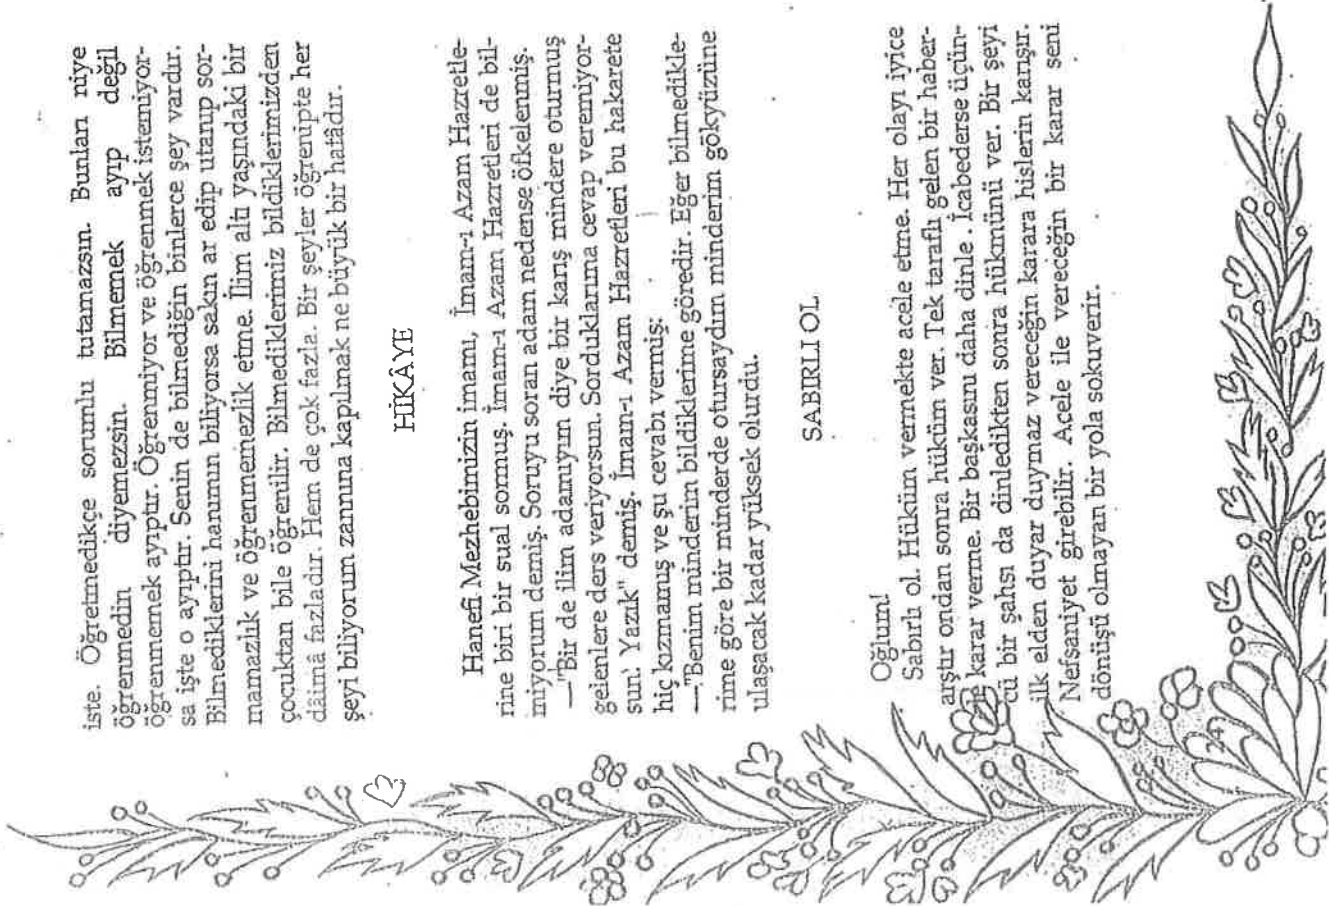 iste. Öğretmedikçe sorumlu tutamazsın. Bunları niye
öğrenmedin diyemezsin. Bilmemek ayıp değil
öğrenmemek ayıptır. Öğrenmiyor ve öğrenmek istemiyor-
sa işte o ayıptır. Senin de bilmediğin binlerce şey vardır.
Bilmediklerini hanımın biliyorsa sakın ar edip utanıp sor-
mamazlık ve öğrenmemezlik etme. İlim altı yaşındaki bir
çocuktan bile öğrenilir. Bilmediklerimiz bildiklerimizden
dâimâ fazladır. Hem de çok fazla. Bir şeyler öğrenipte her
şeyi biliyorum zannına kapılmak ne büyük bir hatâdır.
HİKÂYE
Hanefi Mezhebimizin imamı, İmam-ı Azam Hazretle-
rine biri bir sual sormuş. İmam-ı Azam Hazretleri de bil-
miyorum demiş. Soruyu soran adam nedense öfkelenmiş.
—"Bir de ilim adamıyım diye bir karış mindere oturmuş
gelenlere ders veriyorsun. Sorduklarıma cevap veremiyor-
sun. Yazık" demiş. İmam-ı Azam Hazretleri bu hakarete
hiç kızmamış ve şu cevabı vermiş:
—"Benim minderim bildiklerime göredir. Eğer bilmedikle-
rime göre bir minderde otursaydım minderim gökyüzüne
ulaşacak kadar yüksek olurdu.
SABIRLI OL
Oğlum!
Sabırlı ol. Hüküm vermekte acele etme. Her olayı iyice
arştır ondan sonra hüküm ver. Tek taraflı gelen bir haber-
le karar verme. Bir başkasını daha dinle . İcabederse üçün-
cü bir şahsı da dinledikten sonra hükmünü ver. Bir şeyi
ilk elden duyar duymaz vereceğin karara hislerin karışır.
Nefsaniyet girebilir. Acele ile vereceğin bir karar seni
dönüşü olmayan bir yola sokuverir.
24